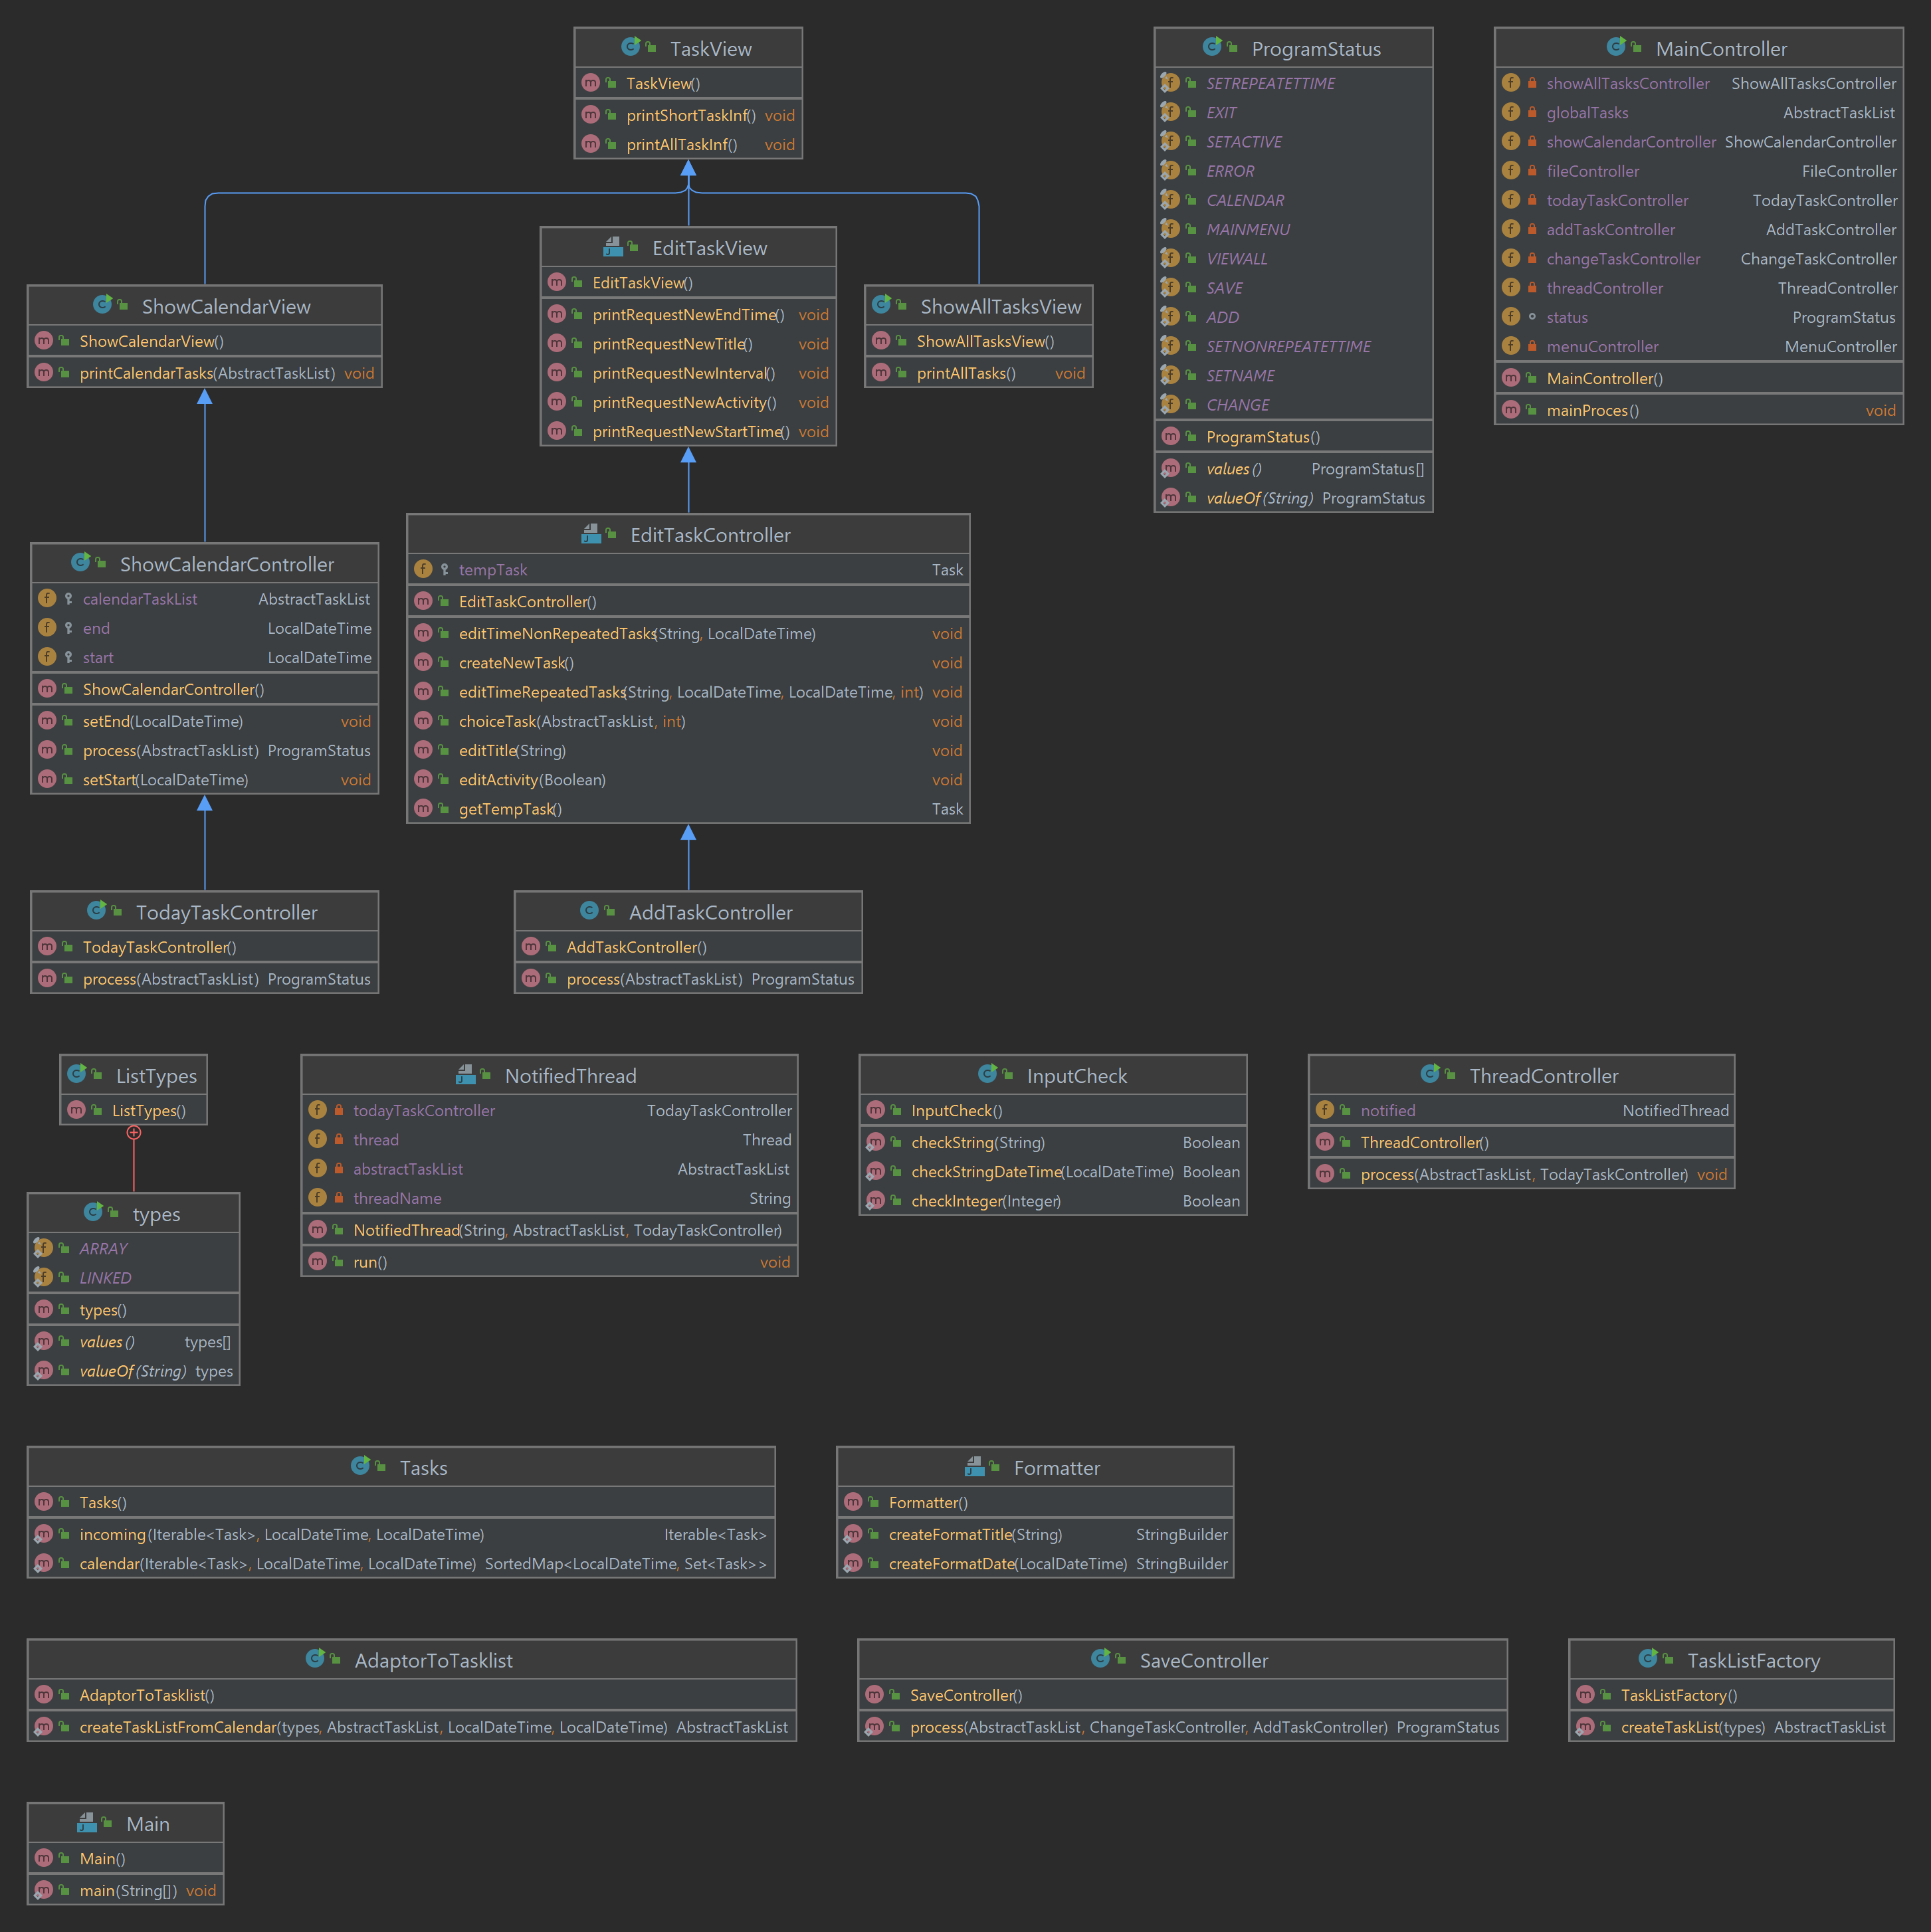 TaskView
TaskView()
printShortTaskInf() void
printAllTaskInf() void
ProgramStatus
SETREPEATETTIME
EXIT
SETACTIVE
ERROR
CALENDAR
MAINMENU
VIEWALL
SAVE
ADD
SETNONREPEATETTIME
SETNAME
CHANGE
ProgramStatus()
values() ProgramStatus[]
valueOf(String) ProgramStatus
MainController
showAllTasksController ShowAllTasksController
globalTasks AbstractTaskList
showCalendarController ShowCalendarController
fileController FileController
todayTaskController TodayTaskController
addTaskController AddTaskController
changeTaskController ChangeTaskController
threadController ThreadController
status ProgramStatus
menuController MenuController
MainController()
mainProces() void
ShowCalendarView
ShowCalendarView()
printCalendarTasks(AbstractTaskList) void
EditTaskView
EditTaskView()
printRequestNewEndTime() void
printRequestNewTitle() void
printRequestNewInterval() void
printRequestNewActivity() void
printRequestNewStartTime() void
ShowAllTasksView
ShowAllTasksView()
printAllTasks() void
ShowCalendarController
calendarTaskList AbstractTaskList
end LocalDateTime
start LocalDateTime
ShowCalendarController()
setEnd(LocalDateTime) void
process(AbstractTaskList) ProgramStatus
setStart(LocalDateTime) void
EditTaskController
tempTask Task
EditTaskController()
editTimeNonRepeatedTasks(String, LocalDateTime) void
createNewTask() void
editTimeRepeatedTasks(String, LocalDateTime, LocalDateTime, int) void
choiceTask(AbstractTaskList, int) void
editTitle(String) void
editActivity(Boolean) void
getTempTask() Task
TodayTaskController
TodayTaskController()
process(AbstractTaskList) ProgramStatus
AddTaskController
AddTaskController()
process(AbstractTaskList) ProgramStatus
ListTypes
ListTypes()
types
ARRAY
LINKED
types()
values() types[]
valueOf(String) types
NotifiedThread
todayTaskController TodayTaskController
thread Thread
abstractTaskList AbstractTaskList
threadName String
NotifiedThread(String, AbstractTaskList, TodayTaskController)
run() void
InputCheck
InputCheck()
checkString(String) Boolean
checkStringDateTime(LocalDateTime) Boolean
checkInteger(Integer) Boolean
ThreadController
notified NotifiedThread
ThreadController()
process(AbstractTaskList, TodayTaskController) void
Tasks
Tasks()
incoming(Iterable<Task>, LocalDateTime, LocalDateTime) Iterable<Task>
calendar(Iterable<Task>, LocalDateTime, LocalDateTime) SortedMap<LocalDateTime, Set<Task>>
Formatter
Formatter()
createFormatTitle(String) StringBuilder
createFormatDate(LocalDateTime) StringBuilder
AdaptorToTasklist
AdaptorToTasklist()
createTaskListFromCalendar(types, AbstractTaskList, LocalDateTime, LocalDateTime) AbstractTaskList
SaveController
SaveController()
process(AbstractTaskList, ChangeTaskController, AddTaskController) ProgramStatus
TaskListFactory
TaskListFactory()
createTaskList(types) AbstractTaskList
Main
Main()
main(String[]) void